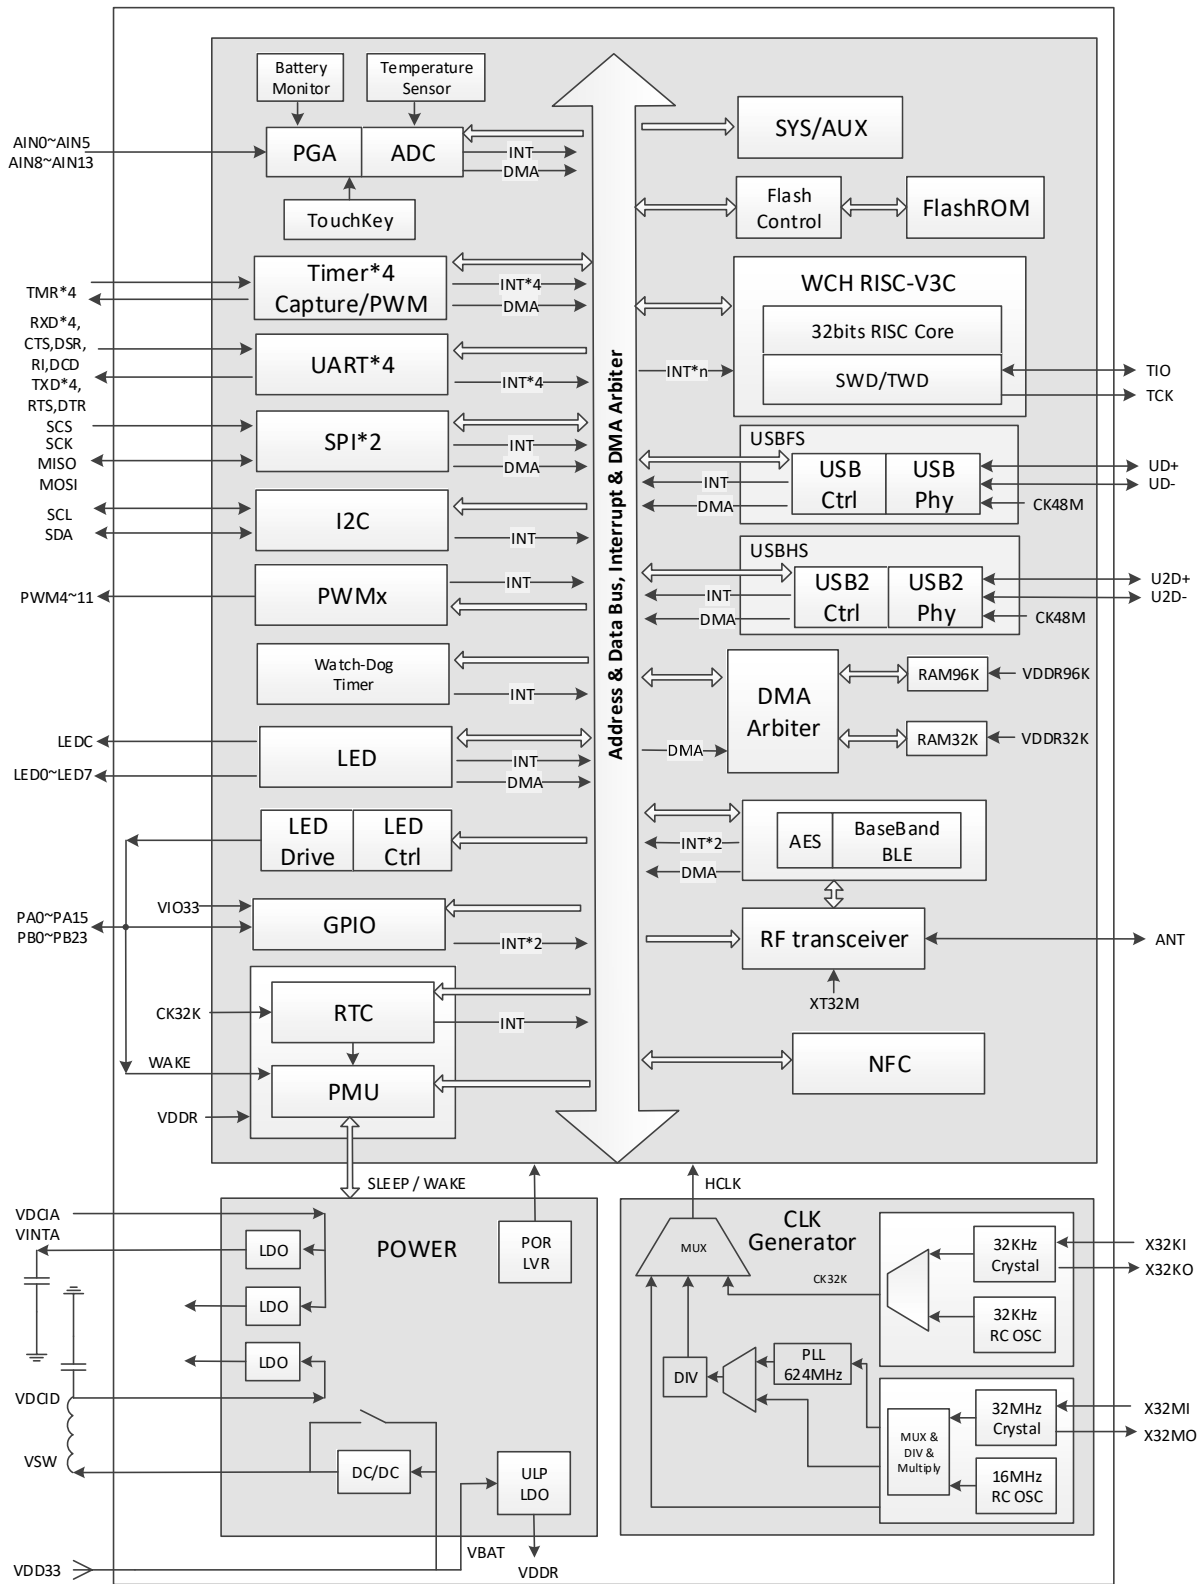 Battery
Monitor
Temperature
Sensor
AIN0~AIN5
AIN8~AIN13
PGA
ADC
INT
DMA
TouchKey
TMR*4
Timer*4
Capture/PWM
INT*4
DMA
RXD*4,
CTS,DSR,
RI,DCD
TXD*4,
RTS,DTR
UART*4
INT*4
SCS
SCK
MISO
MOSI
SPI*2
INT
DMA
SCL
SDA
I2C
INT
PWM4~11
PWMx
INT
Watch-Dog
Timer
INT
LEDC
LED0~LED7
LED
INT
DMA
LED
Drive
LED
Ctrl
PA0~PA15
PB0~PB23
VIO33
GPIO
INT*2
CK32K
RTC
INT
WAKE
PMU
VDDR
Address & Data Bus, Interrupt & DMA Arbiter
SYS/AUX
Flash
Control
FlashROM
WCH RISC-V3C
32bits RISC Core
SWD/TWD
INT*n
TIO
TCK
USBFS
USB
Ctrl
USB
Phy
INT
DMA
UD+
UD-
CK48M
USBHS
USB2
Ctrl
USB2
Phy
INT
DMA
U2D+
U2D-
CK48M
DMA
Arbiter
DMA
RAM96K
VDDR96K
RAM32K
VDDR32K
AES
BaseBand
BLE
INT*2
DMA
RF transceiver
ANT
XT32M
NFC
SLEEP / WAKE
HCLK
VDCIA
VINTA
LDO
LDO
LDO
POWER
POR
LVR
VDCID
VSW
DC/DC
ULP
LDO
VDD33
VBAT
VDDR
CLK
Generator
MUX
CK32K
32KHz
Crystal
32KHz
RC OSC
X32KI
X32KO
DIV
PLL
624MHz
MUX &
DIV &
Multiply
32MHz
Crystal
16MHz
RC OSC
X32MI
X32MO